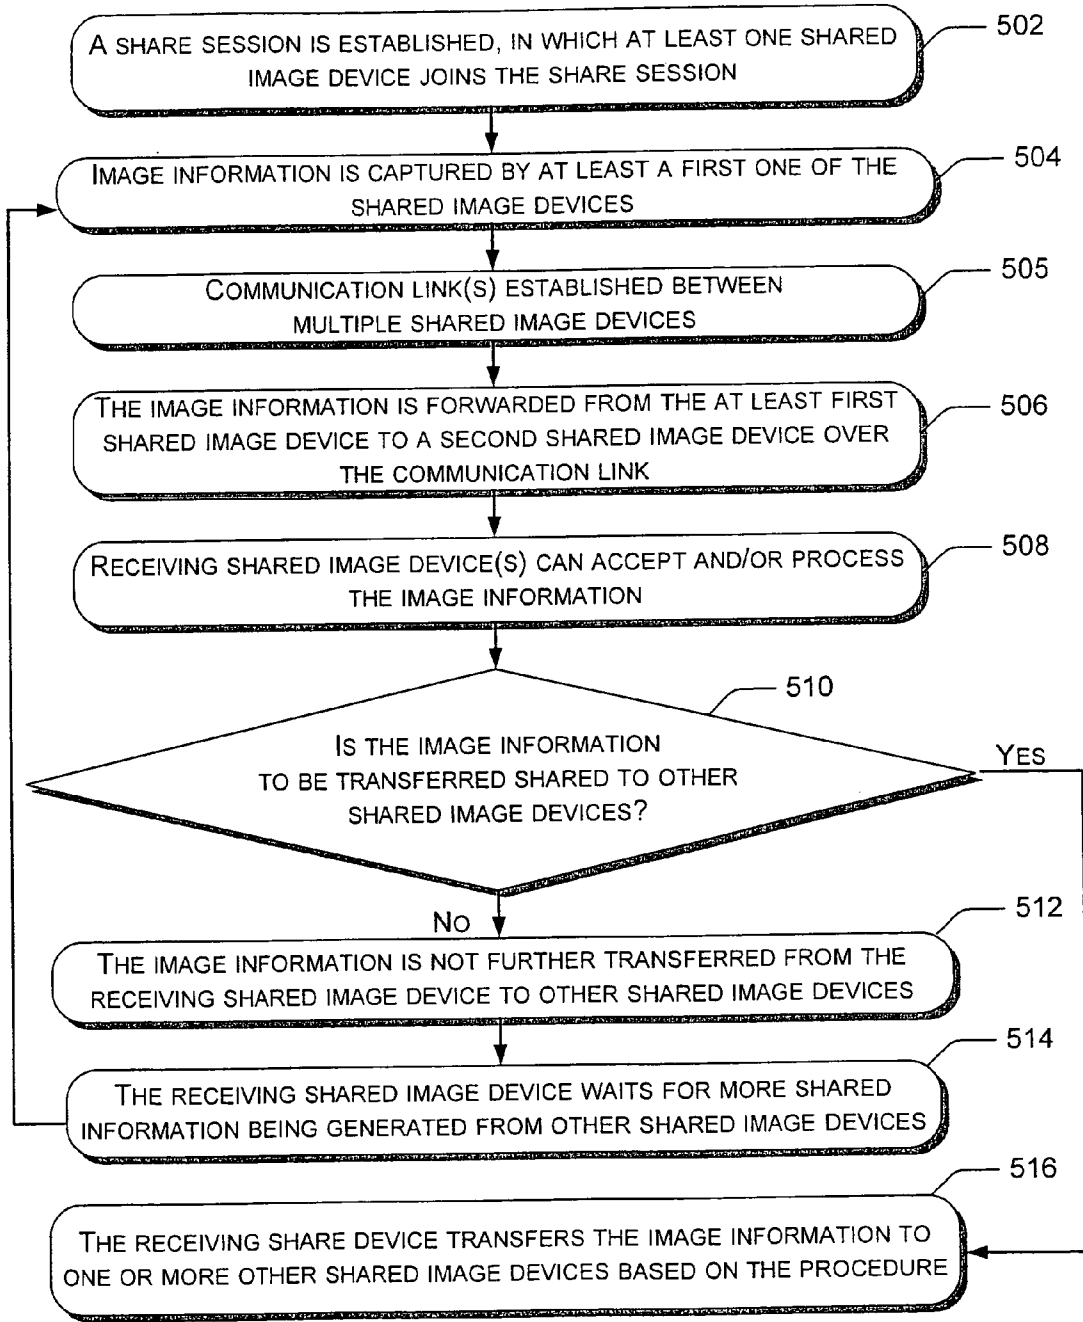 A SHARE SESSION IS ESTABLISHED, IN WHICH AT LEAST ONE SHARED
IMAGE DEVICE JOINS THE SHARE SESSION
502
IMAGE INFORMATION IS CAPTURED BY AT LEAST A FIRST ONE OF THE
SHARED IMAGE DEVICES
504
COMMUNICATION LINK(S) ESTABLISHED BETWEEN
MULTIPLE SHARED IMAGE DEVICES
505
THE IMAGE INFORMATION IS FORWARDED FROM THE AT LEAST FIRST
SHARED IMAGE DEVICE TO A SECOND SHARED IMAGE DEVICE OVER
THE COMMUNICATION LINK
506
RECEIVING SHARED IMAGE DEVICE(S) CAN ACCEPT AND/OR PROCESS
THE IMAGE INFORMATION
508
510
IS THE IMAGE INFORMATION
TO BE TRANSFERRED SHARED TO OTHER
SHARED IMAGE DEVICES?
YES
NO
512
THE IMAGE INFORMATION IS NOT FURTHER TRANSFERRED FROM THE
RECEIVING SHARED IMAGE DEVICE TO OTHER SHARED IMAGE DEVICES
514
THE RECEIVING SHARED IMAGE DEVICE WAITS FOR MORE SHARED
INFORMATION BEING GENERATED FROM OTHER SHARED IMAGE DEVICES
516
THE RECEIVING SHARE DEVICE TRANSFERS THE IMAGE INFORMATION TO
ONE OR MORE OTHER SHARED IMAGE DEVICES BASED ON THE PROCEDURE